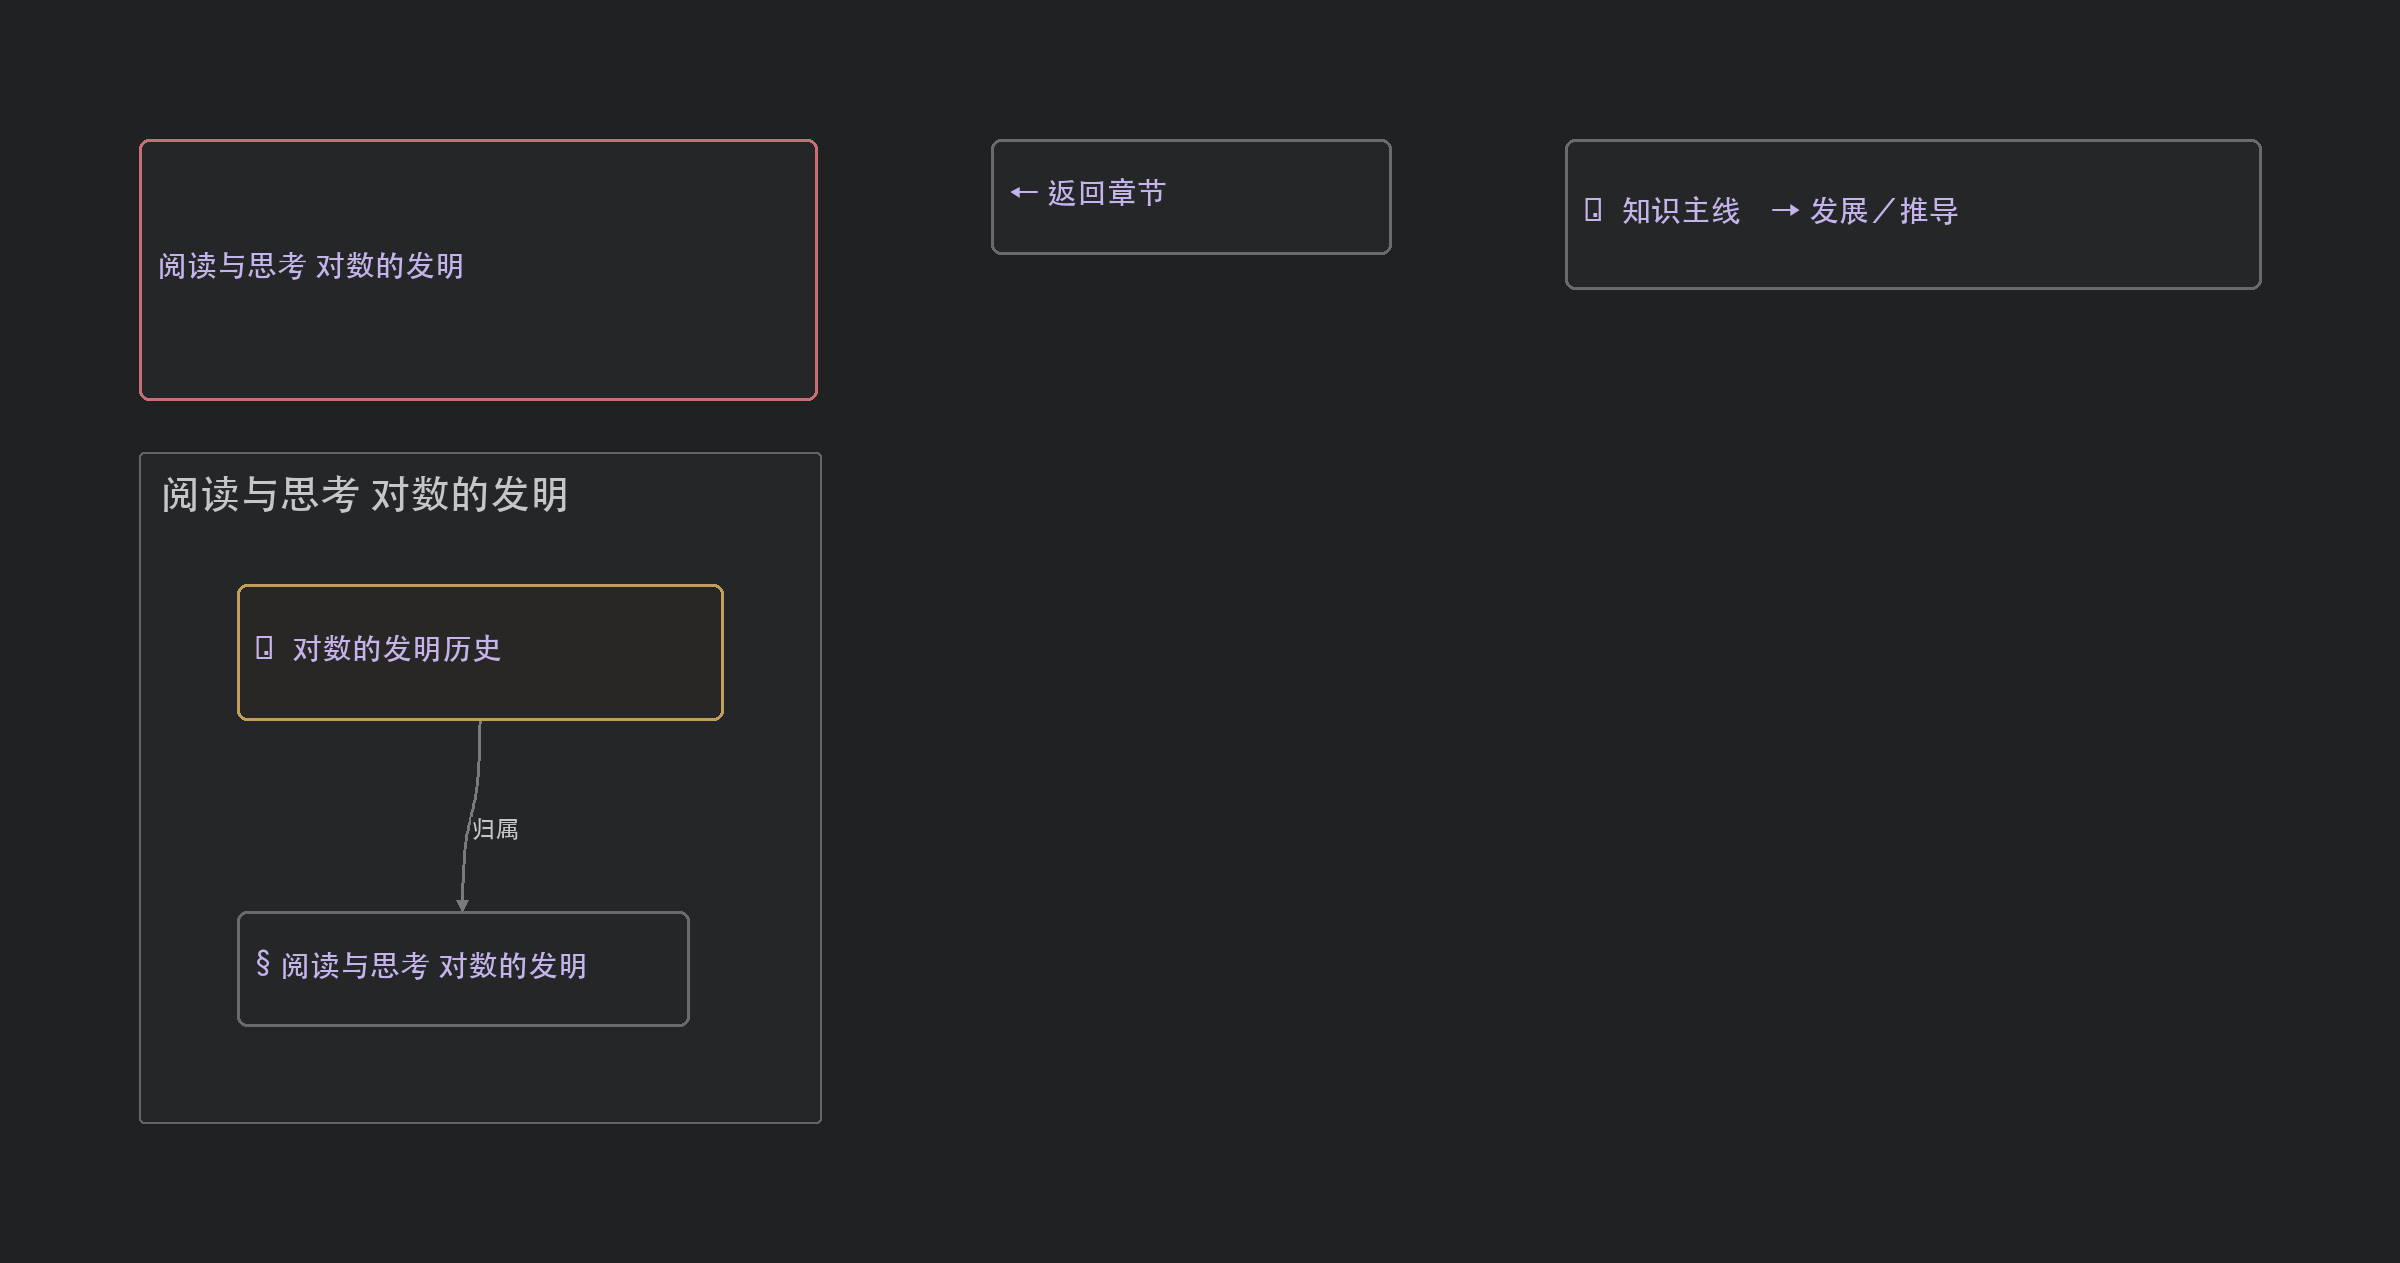 阅读与思考 对数的发明
← 返回章节
知识主线 → 发展／推导
阅读与思考 对数的发明
对数的发明历史
归属
§ 阅读与思考 对数的发明